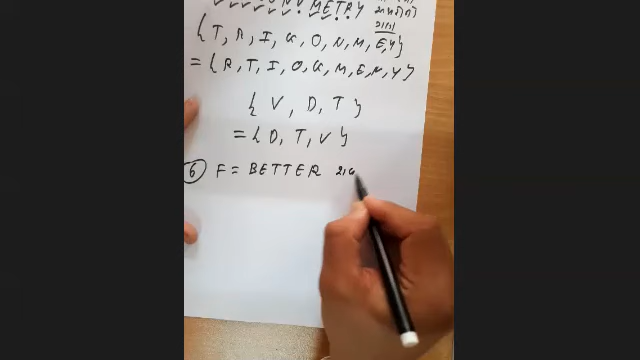 METRY
{T, R, I, G, O, N, M, E, Y}
= {R, T, I, O, G, M, E, N, Y}
{V, D, T}
= {D, T, V}
6 F = BETTER